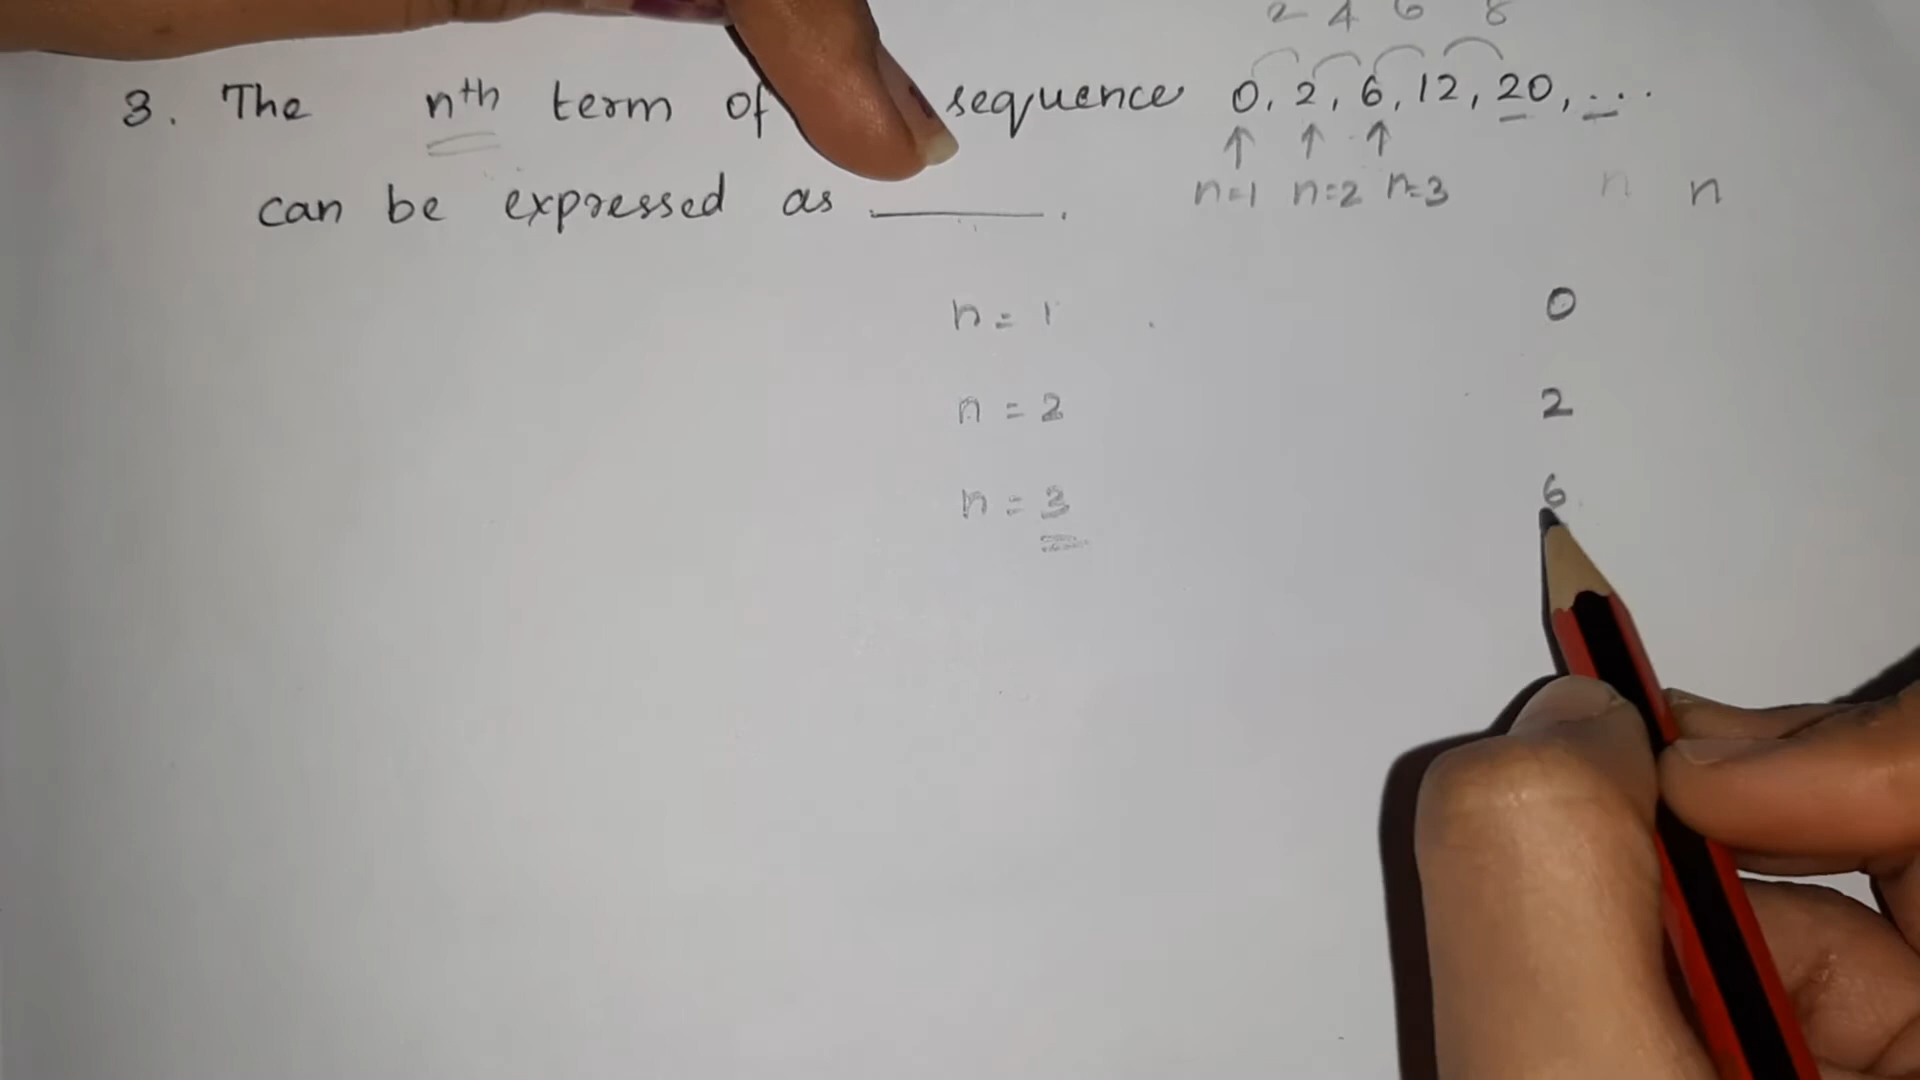 2 4 6 8
3. The nth term of sequence 0, 2, 6, 12, 20, ...
can be expressed as ______.
n=1 n=2 n=3 n n
n = 1 0
n = 2 2
n = 3 6